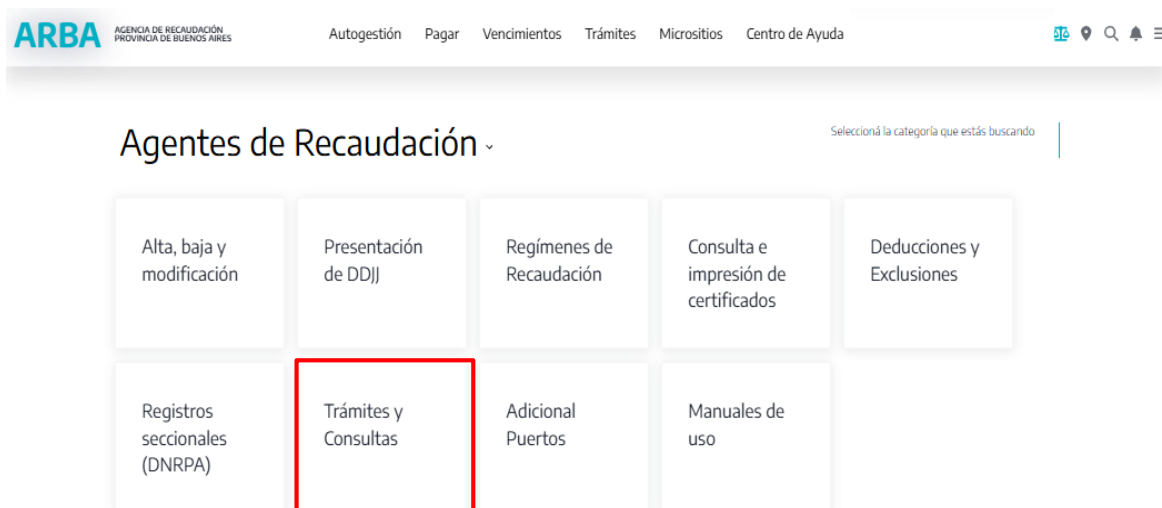 ARBA
AGENCIA DE RECAUDACIÓN
PROVINCIA DE BUENOS AIRES
Autogestión Pagar Vencimientos Trámites Micrositios Centro de Ayuda
Agentes de Recaudación
Seleccioná la categoría que estás buscando
Alta, baja y
modificación
Presentación
de DDJJ
Regímenes de
Recaudación
Consulta e
impresión de
certificados
Deducciones y
Exclusiones
Registros
seccionales
(DNRPA)
Trámites y
Consultas
Adicional
Puertos
Manuales de
uso